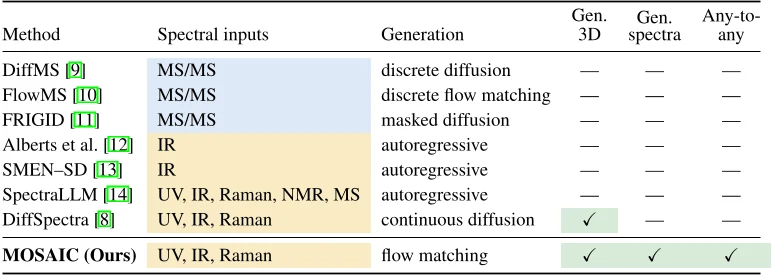 Method Spectral inputs Generation Gen. 3D Gen. spectra Any-to-any
DiffMS [9] MS/MS discrete diffusion — — —
FlowMS [10] MS/MS discrete flow matching — — —
FRIGID [11] MS/MS masked diffusion — — —
Alberts et al. [12] IR autoregressive — — —
SMEN–SD [13] IR autoregressive — — —
SpectraLLM [14] UV, IR, Raman, NMR, MS autoregressive — — —
DiffSpectra [8] UV, IR, Raman continuous diffusion ✓ — —
MOSAIC (Ours) UV, IR, Raman flow matching ✓ ✓ ✓